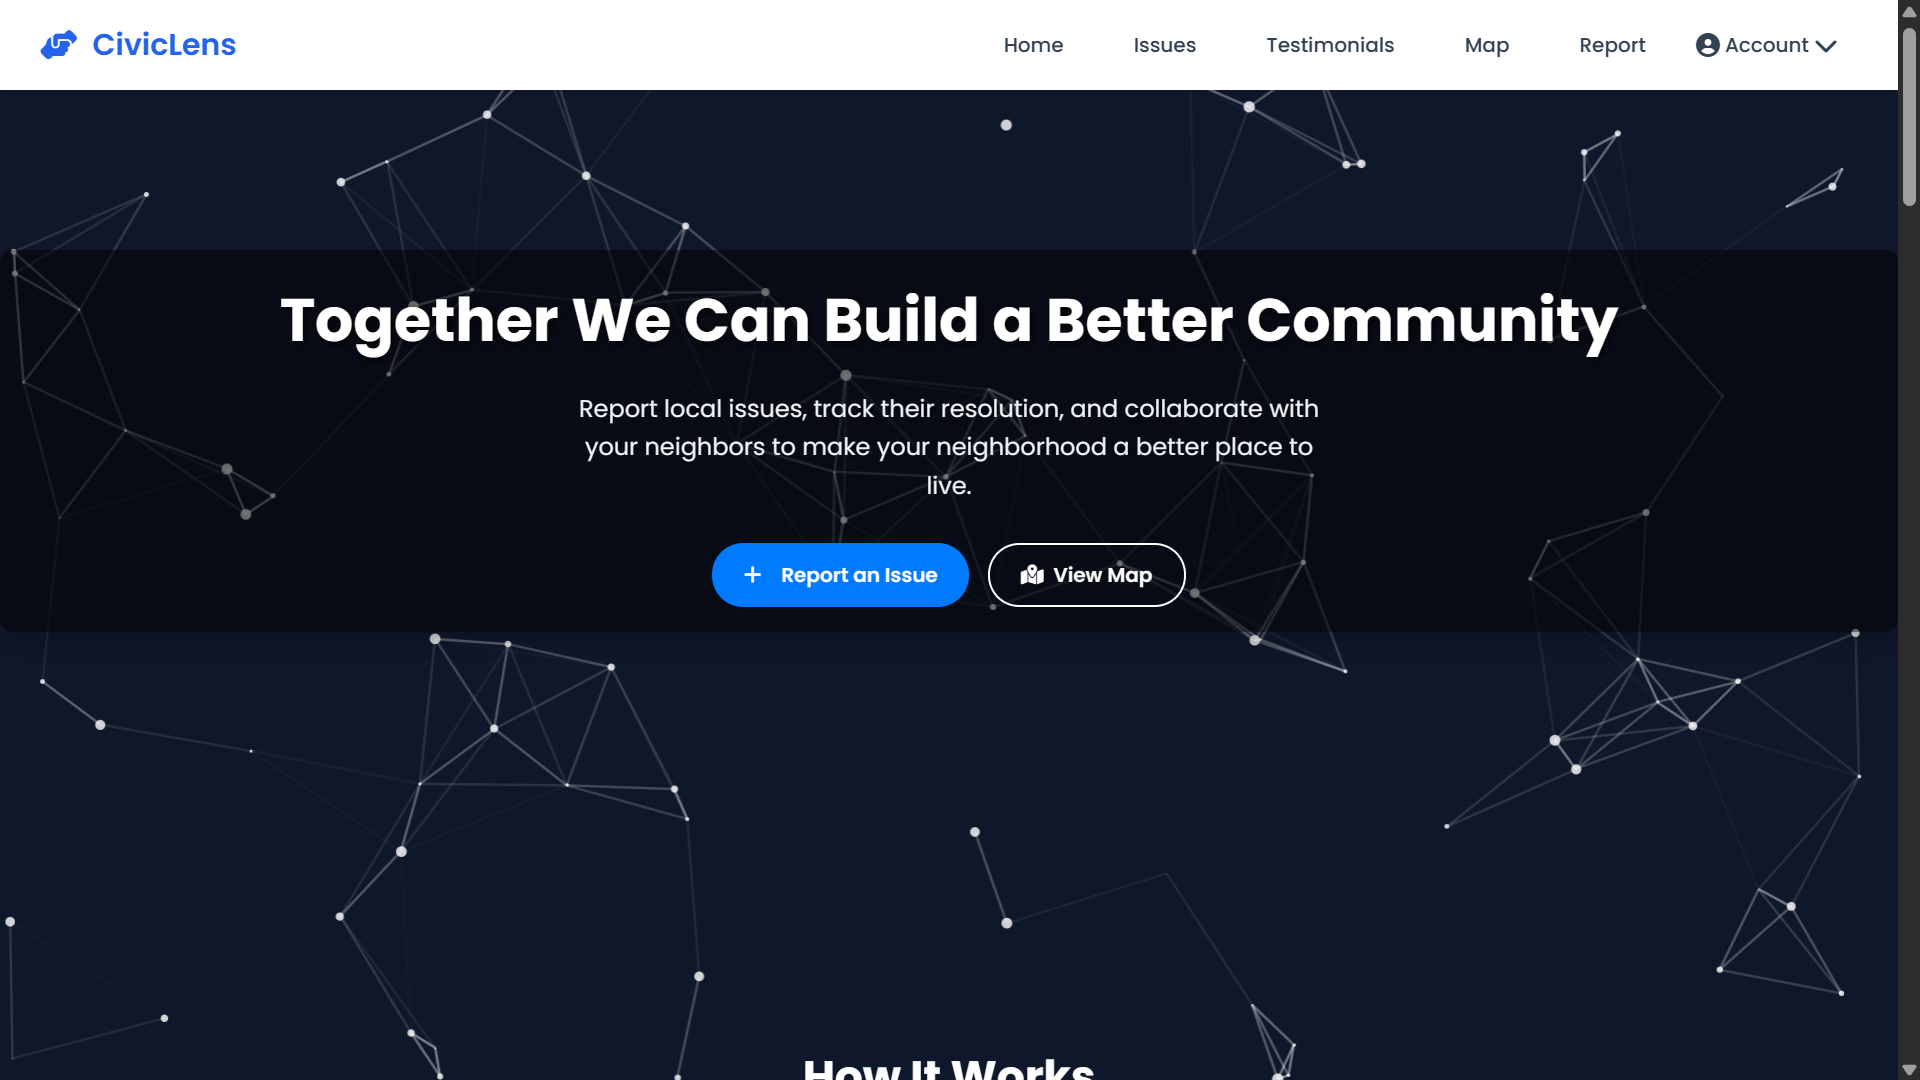 CivicLens
Home
Issues
Testimonials
Map
Report
Account
Together We Can Build a Better Community
Report local issues, track their resolution, and collaborate with
your neighbors to make your neighborhood a better place to
live.
Report an Issue
View Map
How It Works